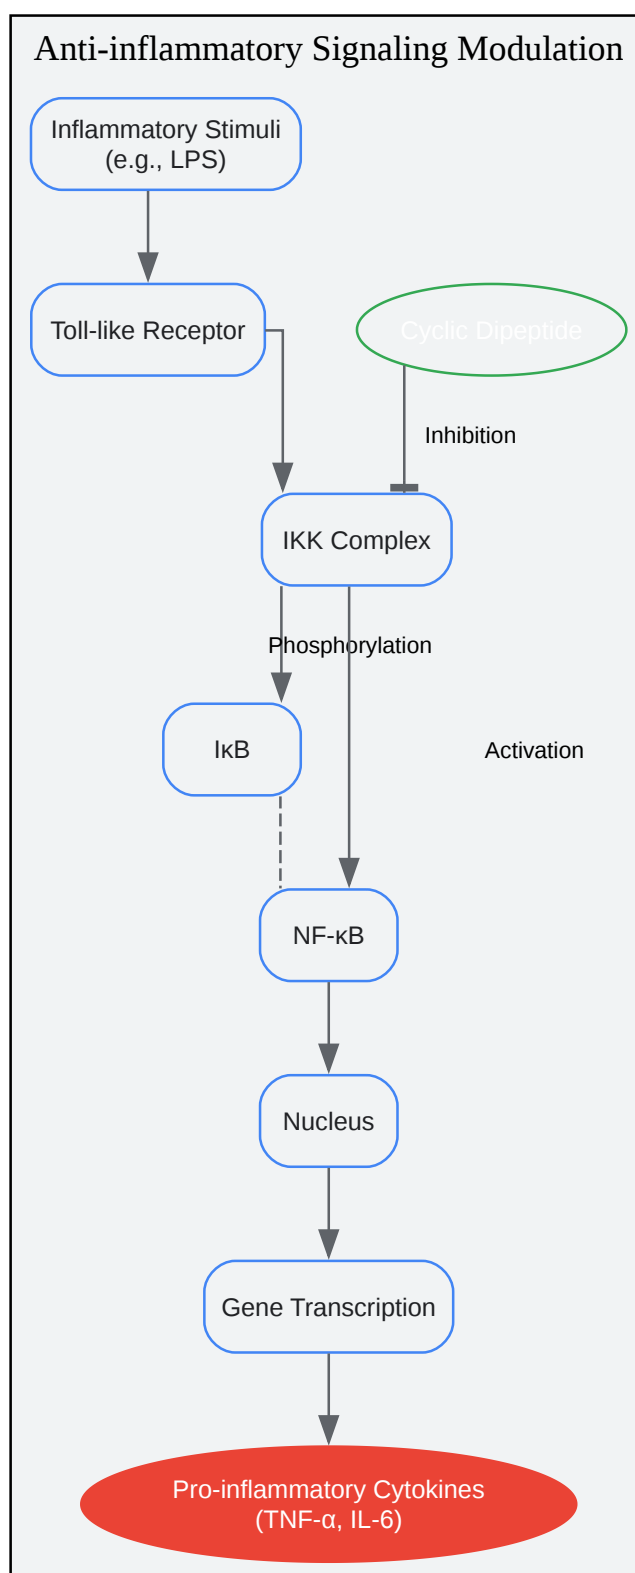 Anti-inflammatory Signaling Modulation
Inflammatory Stimuli
(e.g., LPS)
Toll-like Receptor
Cyclic Dipeptide
Inhibition
IKK Complex
Phosphorylation
IκB
Activation
NF-κB
Nucleus
Gene Transcription
Pro-inflammatory Cytokines
(TNF-α, IL-6)